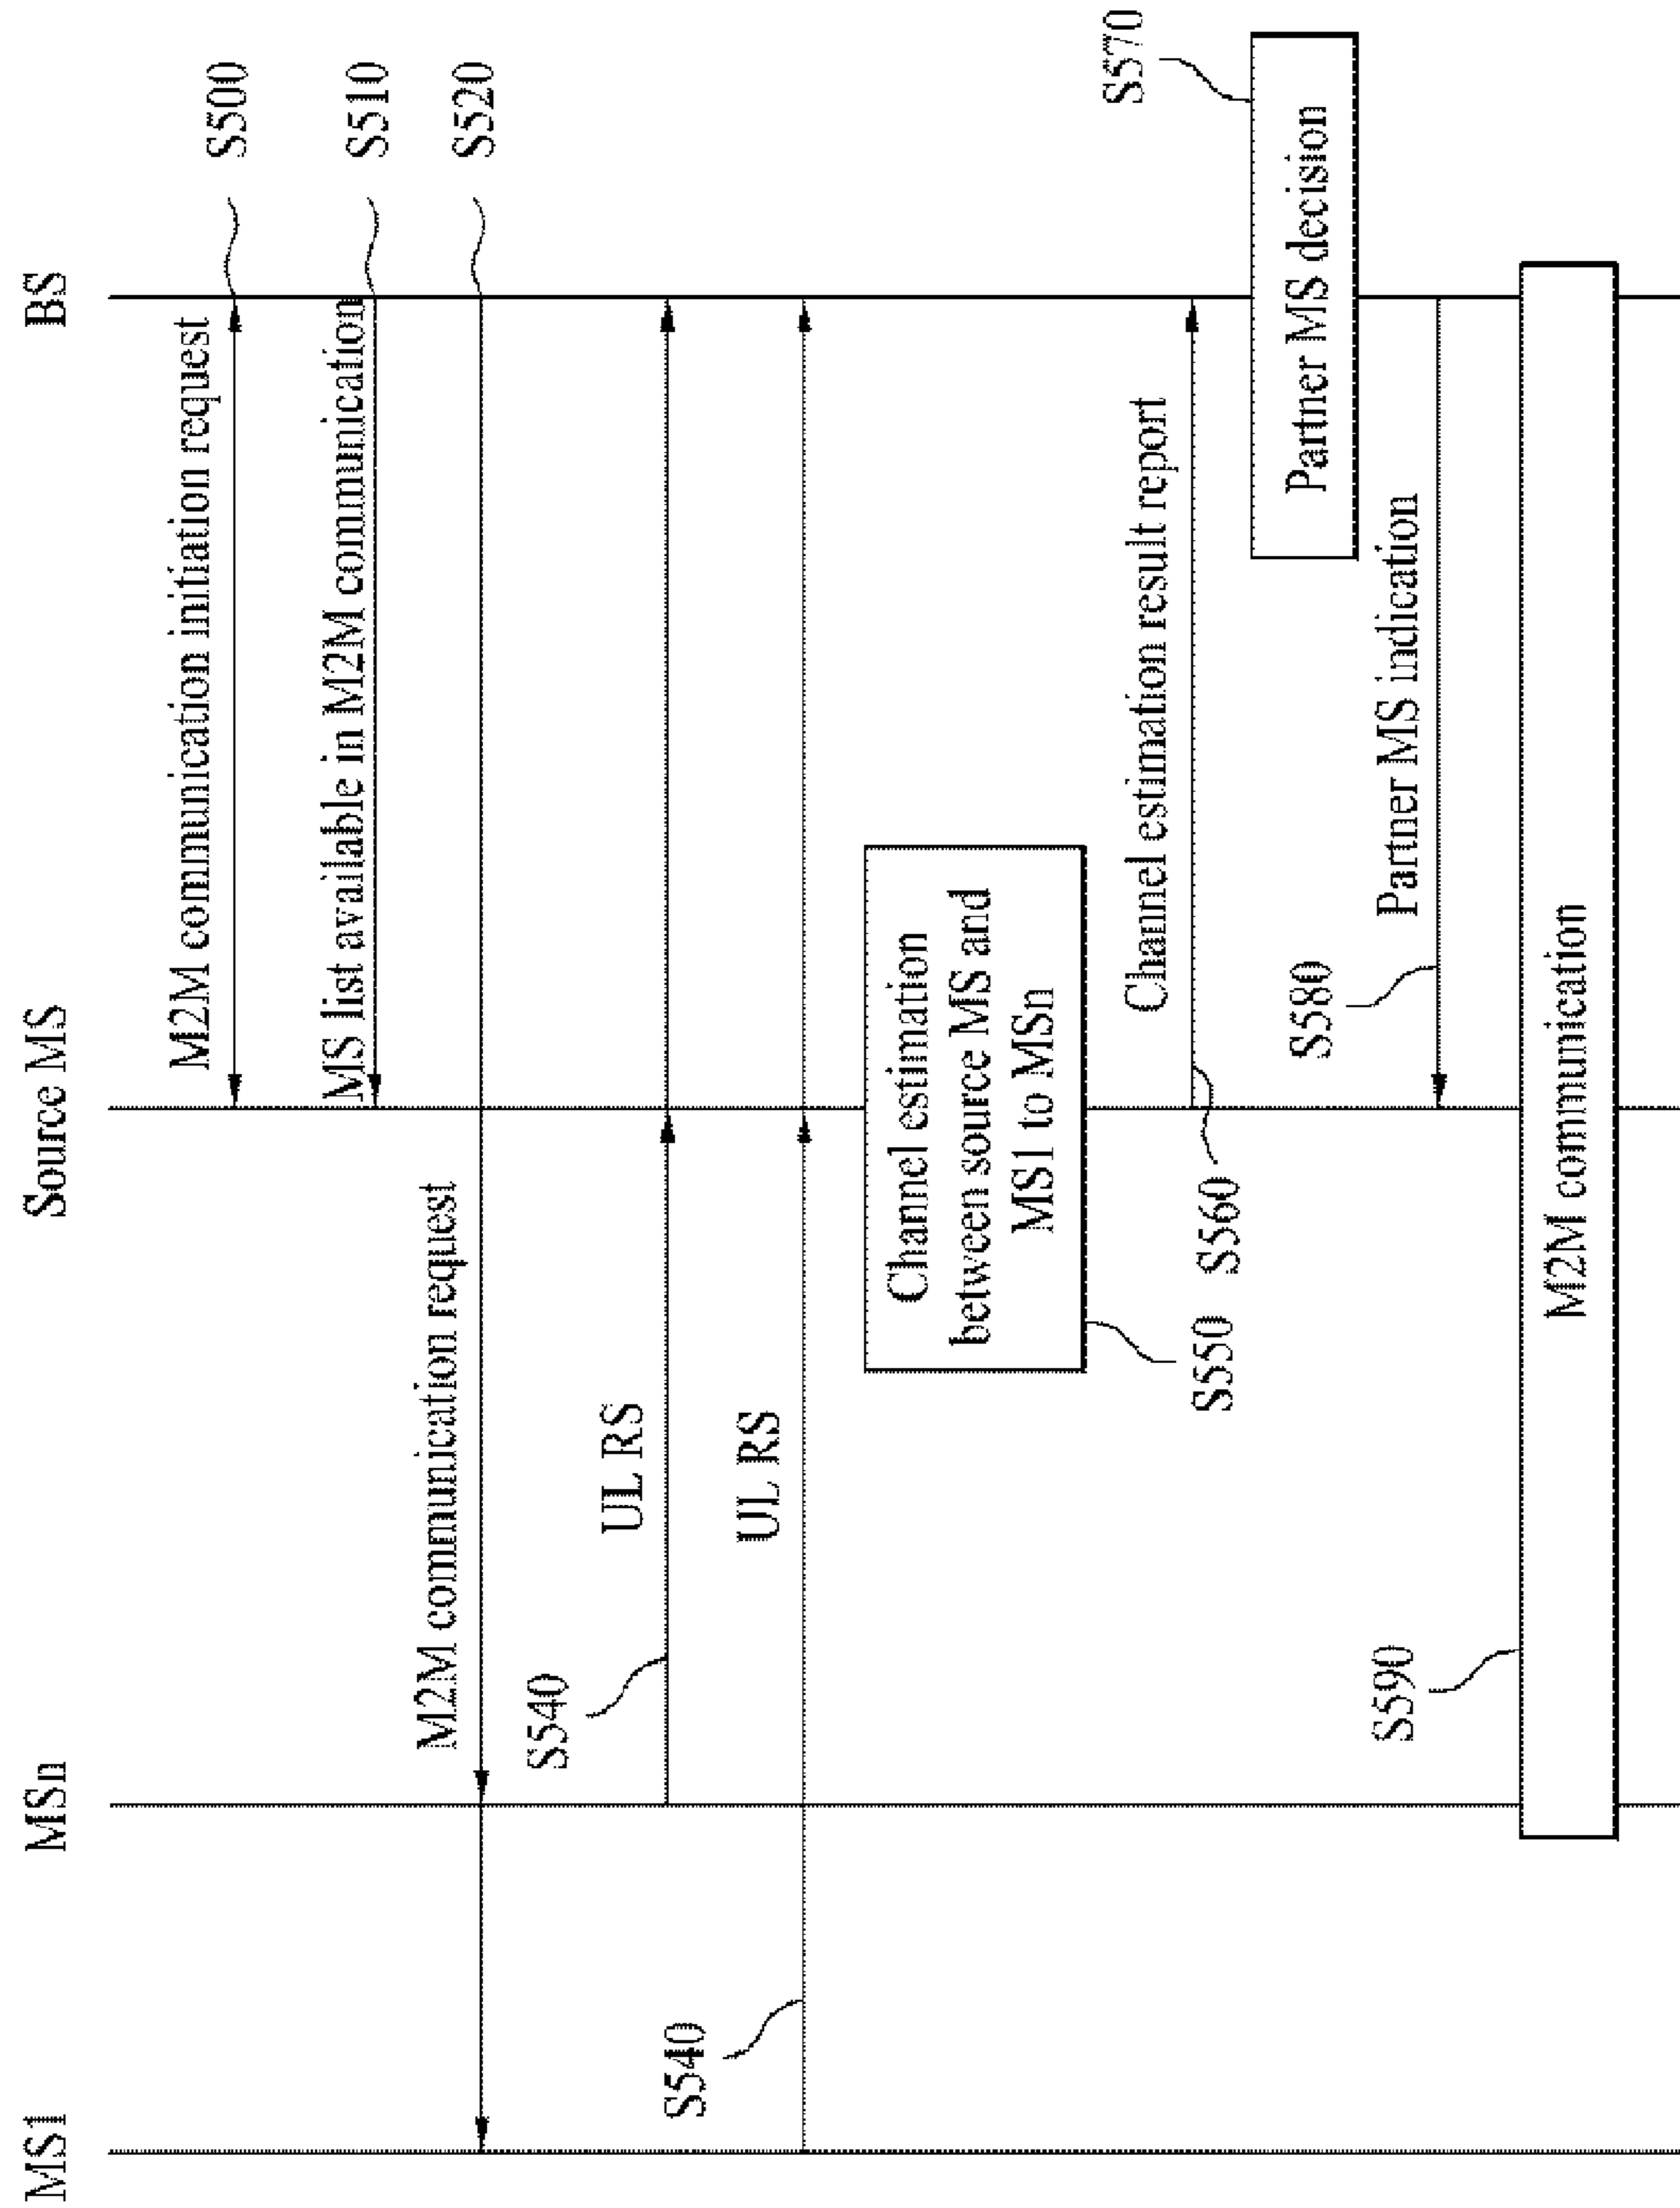 MS1
MSn
Source MS
BS
M2M communication initiation request
S500
MS list available in M2M communication
S510
S520
M2M communication request
S540
UL RS
S540
UL RS
Channel estimation
between source MS and
MS1 to MSn
S550
S560
Channel estimation result report
S570
Partner MS decision
S580
Partner MS indication
S590
M2M communication